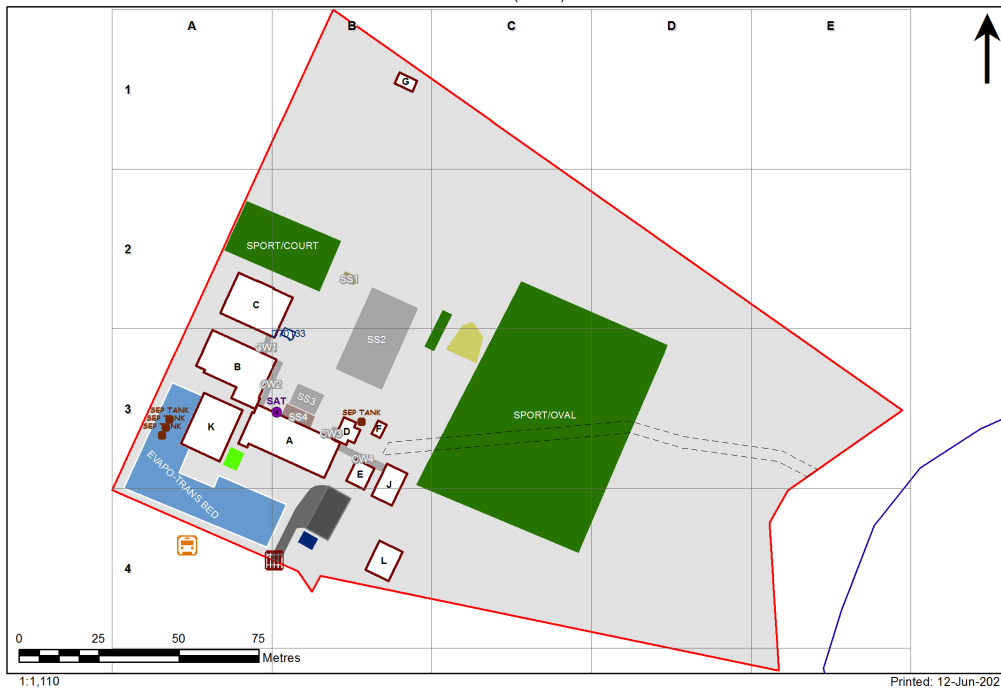 A B C D E
1
G
2
SPORT/COURT
SS1
C
T70133
SS2
CW1
B
CW2
SS3
3
SAT
SEP TANK
SEP TANK
SEP TANK
SEP TANK
SS4
SPORT/OVAL
K
A
CW3
D
F
CW4
E
J
EVAPO-TRANS BED
4
L
0 25 50 75
Metres
1:1,110
Printed: 12-Jun-202